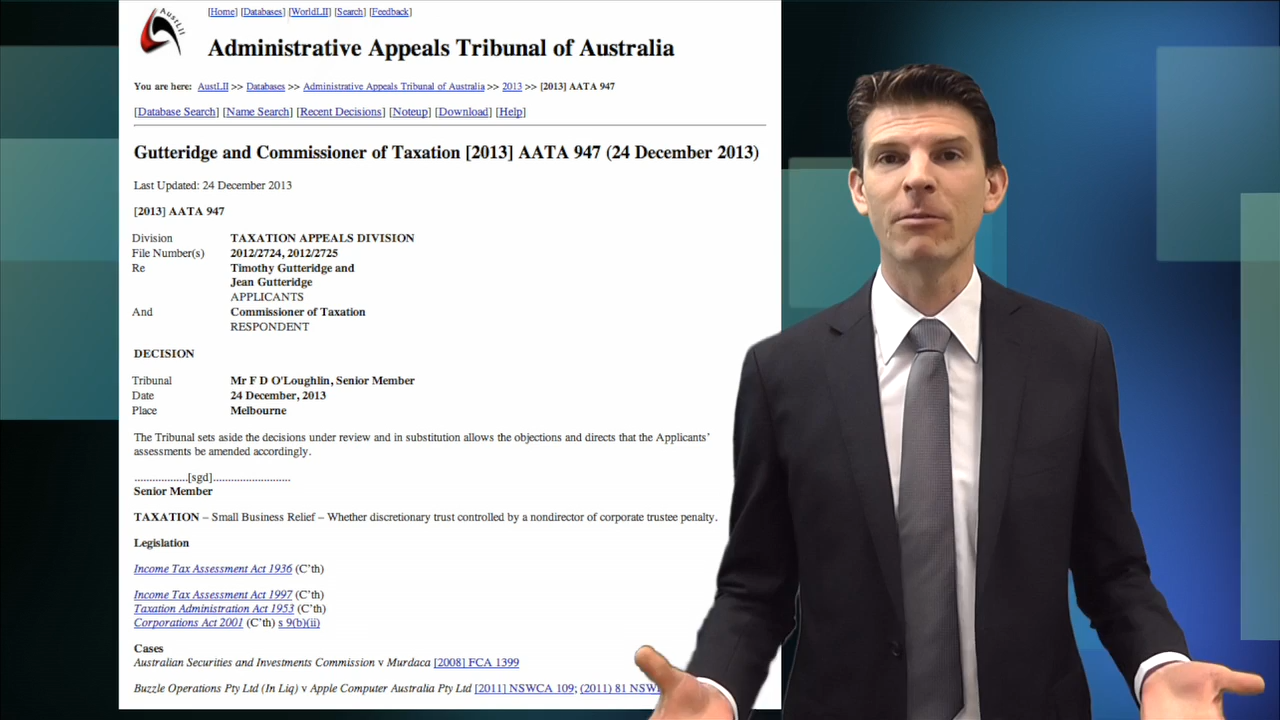 AustLII
[Home] [Databases] [WorldLII] [Search] [Feedback]
Administrative Appeals Tribunal of Australia
You are here: AustLII >> Databases >> Administrative Appeals Tribunal of Australia >> 2013 >> [2013] AATA 947
[Database Search] [Name Search] [Recent Decisions] [Noteup] [Download] [Help]
Gutteridge and Commissioner of Taxation [2013] AATA 947 (24 December 2013)
Last Updated: 24 December 2013
[2013] AATA 947
Division TAXATION APPEALS DIVISION
File Number(s) 2012/2724, 2012/2725
Re Timothy Gutteridge and
Jean Gutteridge
APPLICANTS
And Commissioner of Taxation
RESPONDENT
DECISION
Tribunal Mr F D O'Loughlin, Senior Member
Date 24 December, 2013
Place Melbourne
The Tribunal sets aside the decisions under review and in substitution allows the objections and directs that the Applicants’
assessments be amended accordingly.
..................[sgd]..........................
Senior Member
TAXATION – Small Business Relief – Whether discretionary trust controlled by a nondirector of corporate trustee penalty.
Legislation
Income Tax Assessment Act 1936 (C’th)
Income Tax Assessment Act 1997 (C’th)
Taxation Administration Act 1953 (C’th)
Corporations Act 2001 (C’th) s 9(b)(ii)
Cases
Australian Securities and Investments Commission v Murdaca [2008] FCA 1399
Buzzle Operations Pty Ltd (In Liq) v Apple Computer Australia Pty Ltd [2011] NSWCA 109; (2011) 81